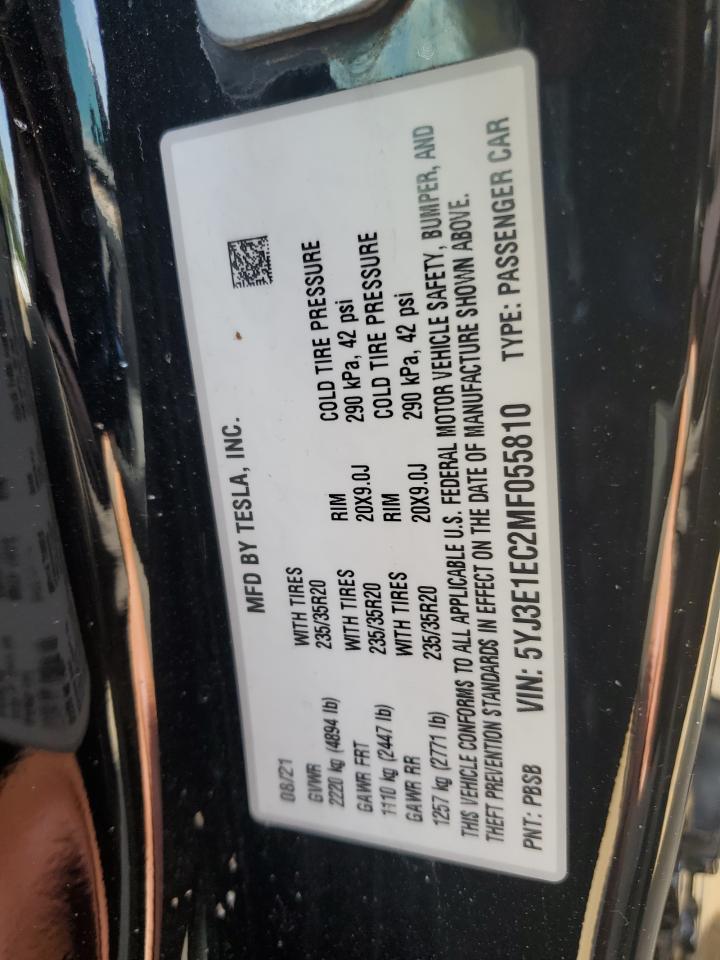 MFD BY TESLA, INC.
08/21
GVWR WITH TIRES RIM COLD TIRE PRESSURE
2220 kg (4894 lb) 235/35R20 20X9.0J 290 kPa, 42 psi
GAWR FRT WITH TIRES RIM COLD TIRE PRESSURE
1110 kg (2447 lb) 235/35R20 20X9.0J 290 kPa, 42 psi
GAWR RR WITH TIRES
1257 kg (2771 lb) 235/35R20
THIS VEHICLE CONFORMS TO ALL APPLICABLE U.S. FEDERAL MOTOR VEHICLE SAFETY, BUMPER, AND
THEFT PREVENTION STANDARDS IN EFFECT ON THE DATE OF MANUFACTURE SHOWN ABOVE.
PNT: PBSB VIN: 5YJ3E1EC2MF055810 TYPE: PASSENGER CAR